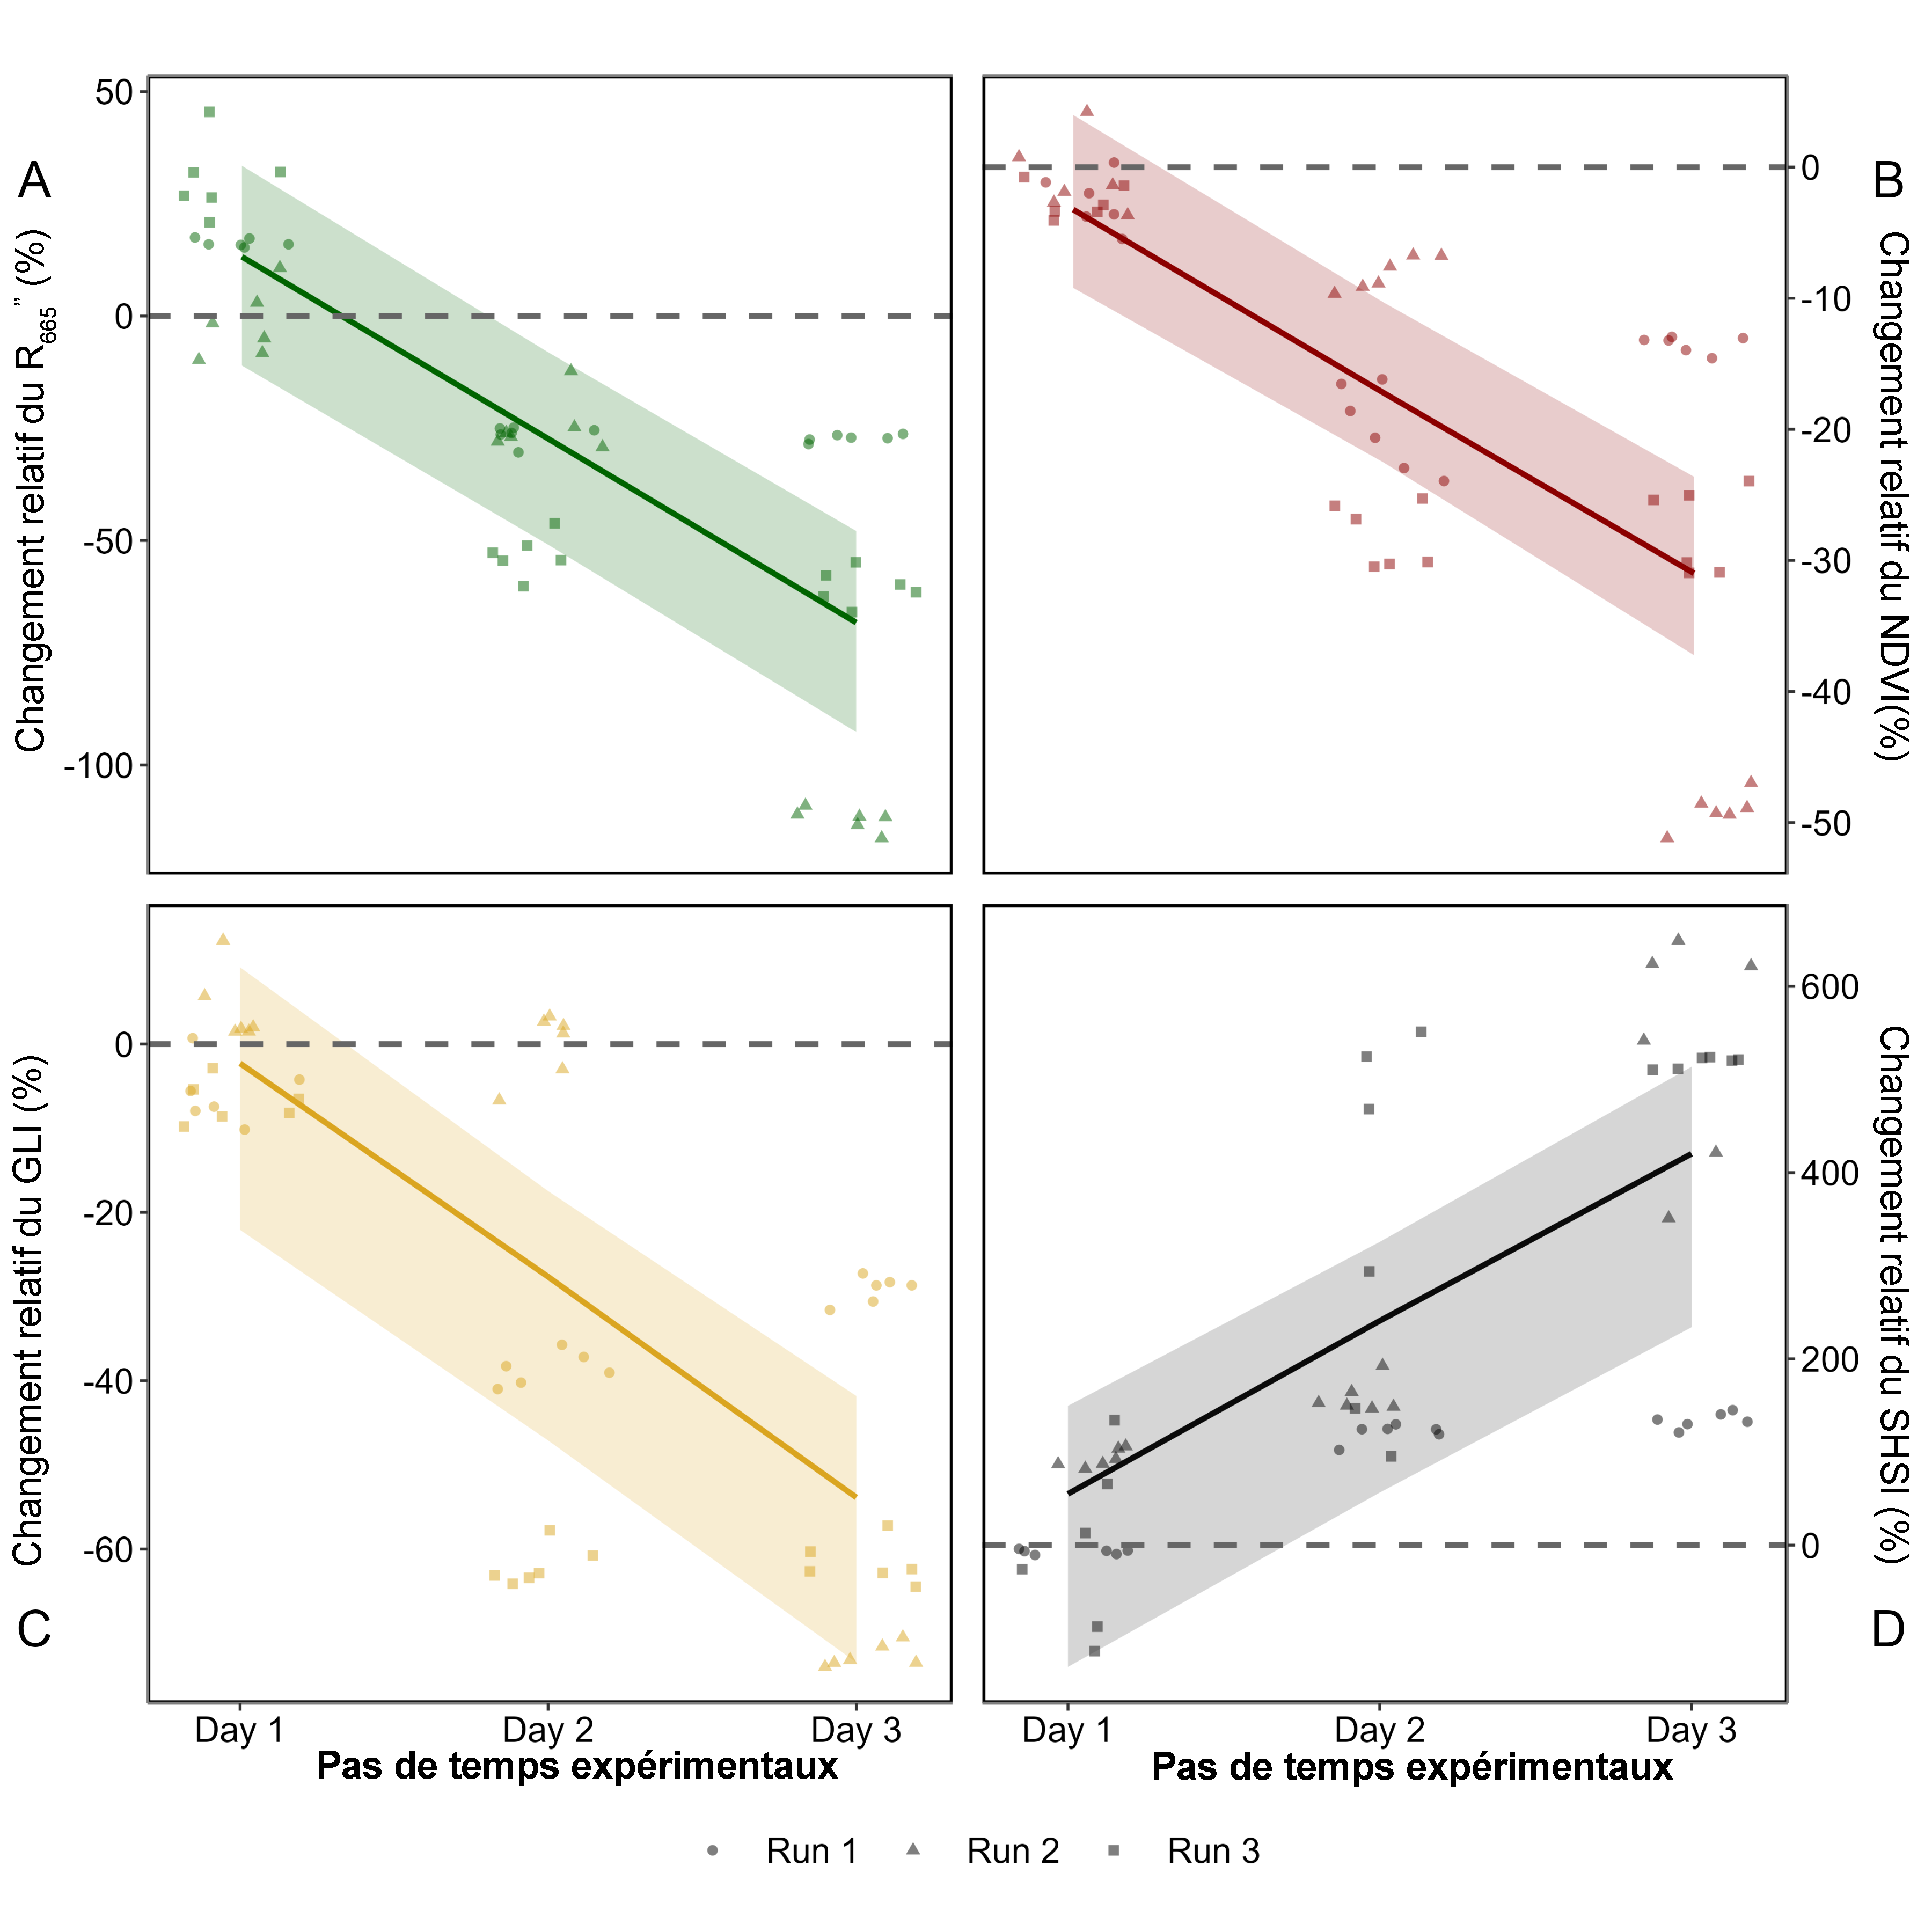 A
Changement relatif du R665” (%)
50
0
-50
-100
B
Changement relatif du NDVI(%)
0
-10
-20
-30
-40
-50
C
Changement relatif du GLI (%)
0
-20
-40
-60
D
Changement relatif du SHSI (%)
600
400
200
0
Day 1 Day 2 Day 3
Pas de temps expérimentaux
Day 1 Day 2 Day 3
Pas de temps expérimentaux
Run 1 Run 2 Run 3